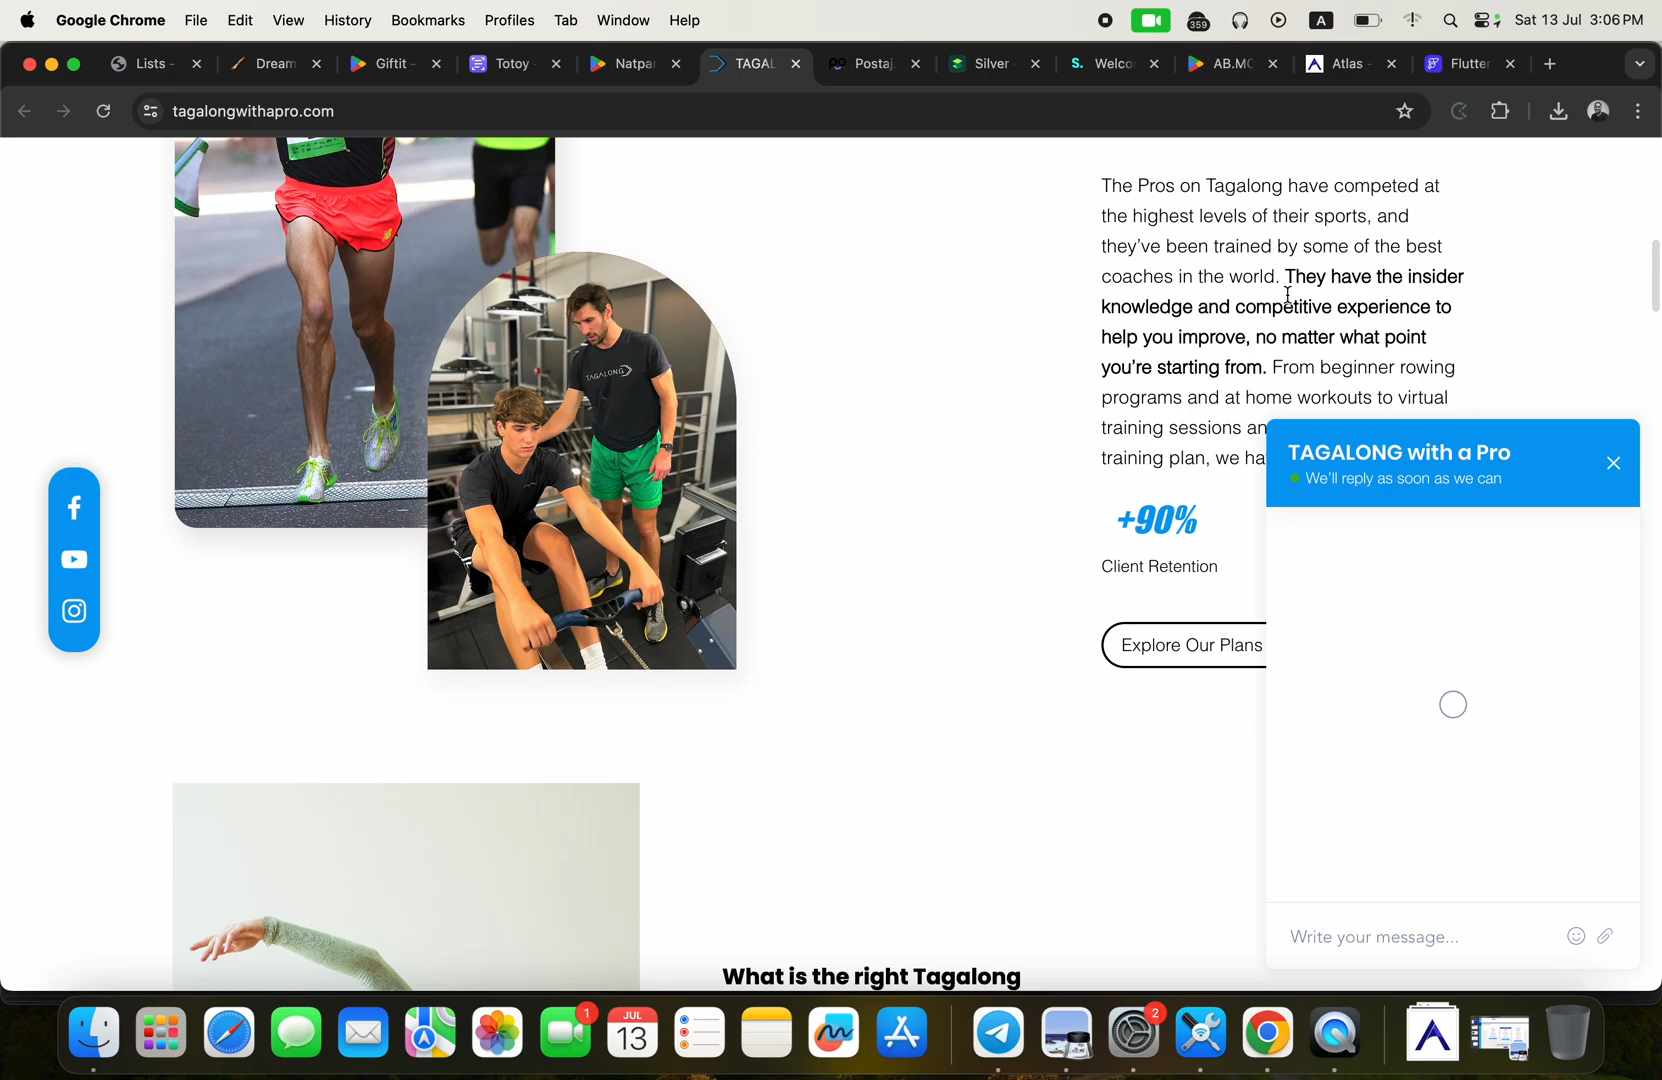 Google Chrome File Edit View History Bookmarks Profiles Tab Window Help
359
A
Sat 13 Jul 3:06 PM
Lists - Dream Giftit - Totoy - Natpar TAGAL Postaj Silver S. Welco AB.MC Atlas - Flutter
tagalongwithapro.com
The Pros on Tagalong have competed at
the highest levels of their sports, and
they've been trained by some of the best
coaches in the world. They have the insider
knowledge and competitive experience to
help you improve, no matter what point
you're starting from. From beginner rowing
programs and at home workouts to virtual
training sessions an
training plan, we ha
TAGALONG
TAGALONG with a Pro
We'll reply as soon as we can
+90%
Client Retention
Explore Our Plans
Write your message...
What is the right Tagalong
1
JUL
13
2